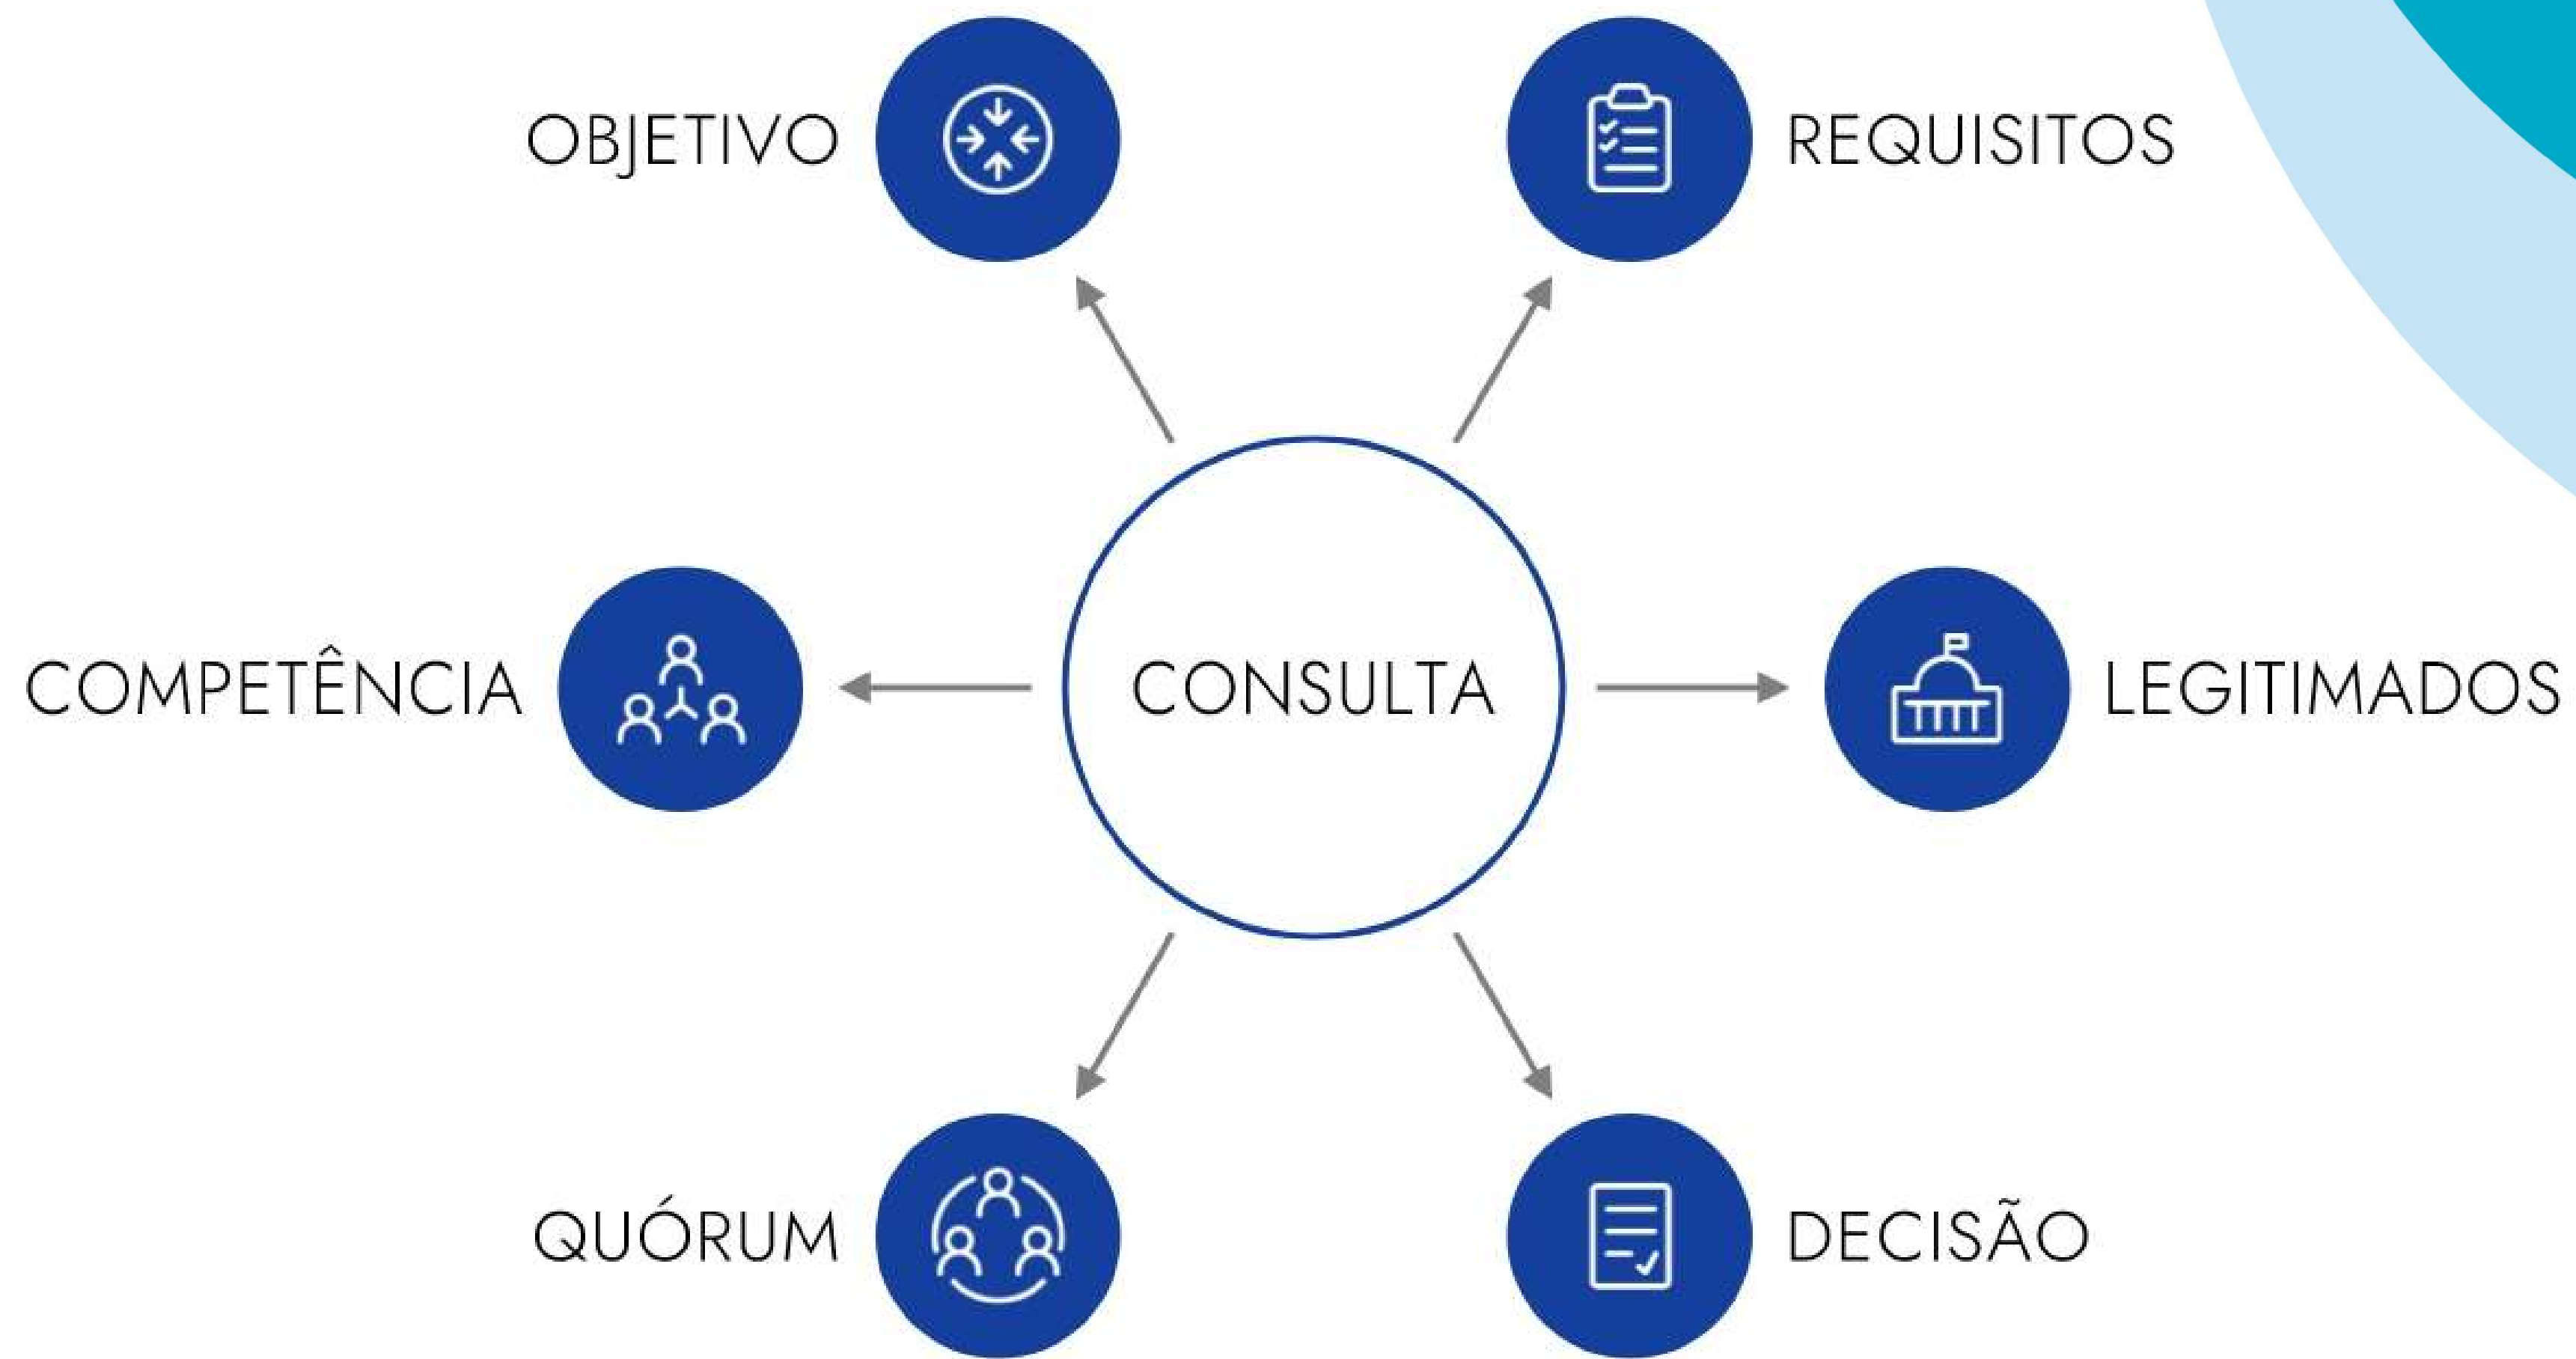 OBJETIVO
REQUISITOS
COMPETÊNCIA
CONSULTA
LEGITIMADOS
QUÓRUM
DECISÃO